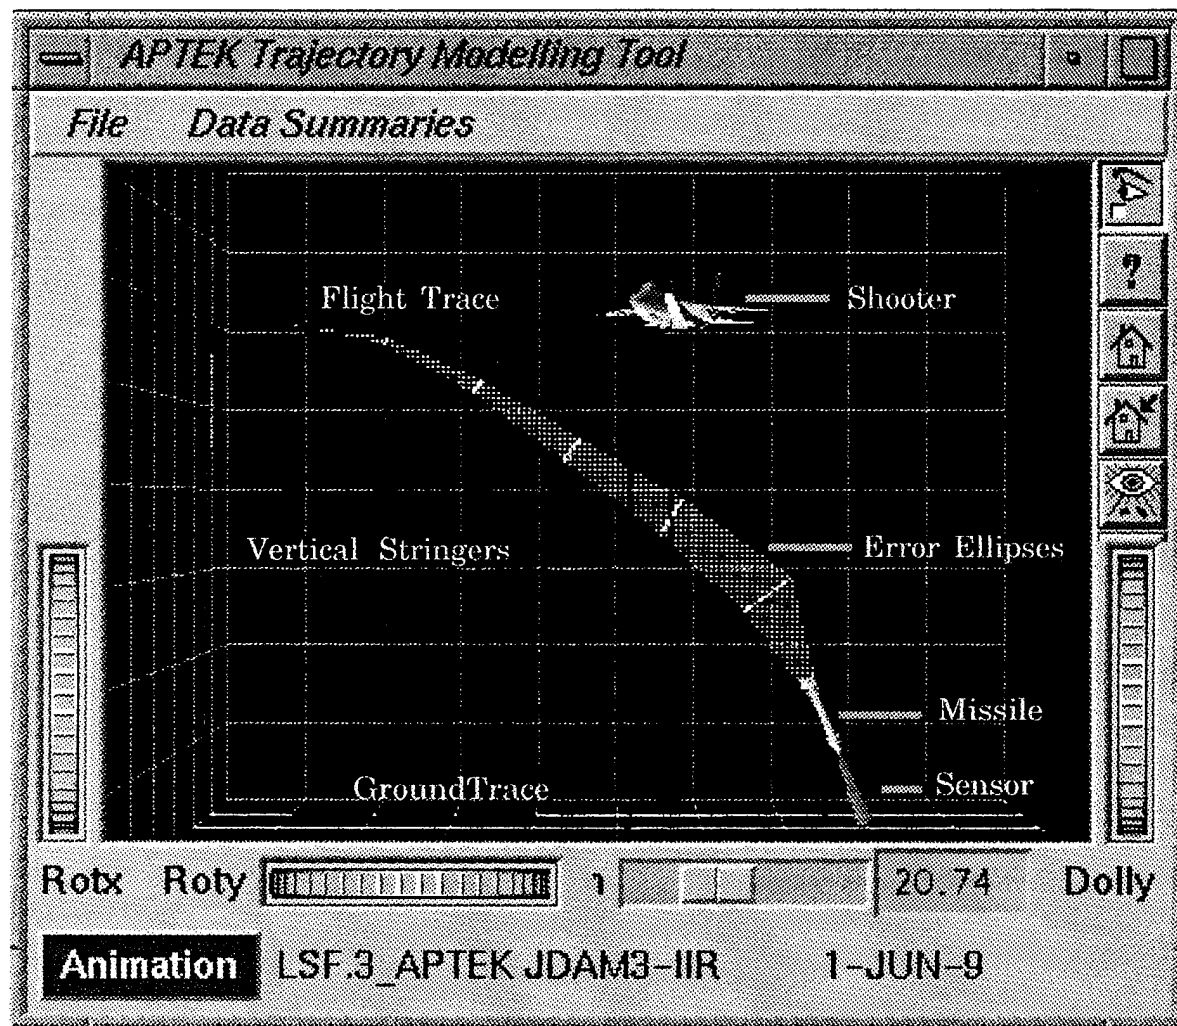 APTEK Trajectory Modelling Tool
File Data Summaries
?
Flight Trace
Shooter
Vertical Stringers
Error Ellipses
Missile
GroundTrace
Sensor
Rotx Roty 20.74 Dolly
Animation LSF.3_APTEK JDAM3-IIR 1-JUN-9